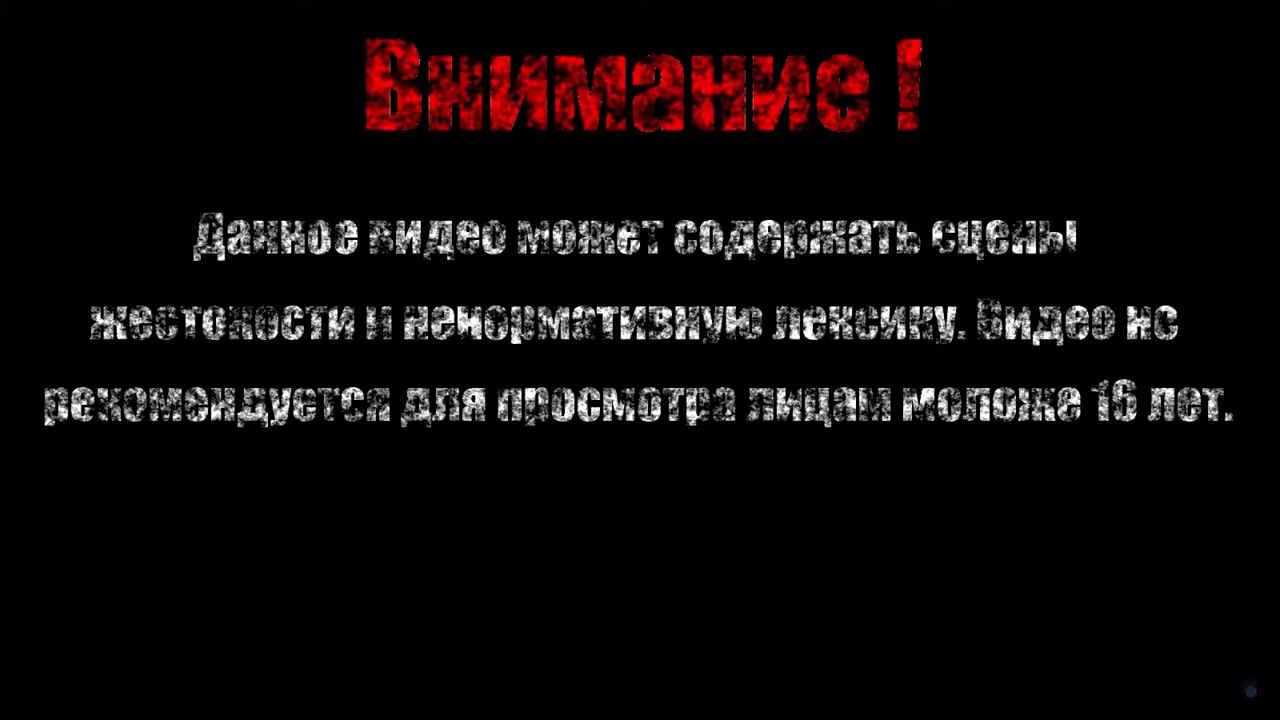 Внимание !
Данное видео может содержать сцены
жестокости и ненормативную лексику. Видео не
рекомендуется для просмотра лицам моложе 16 лет.